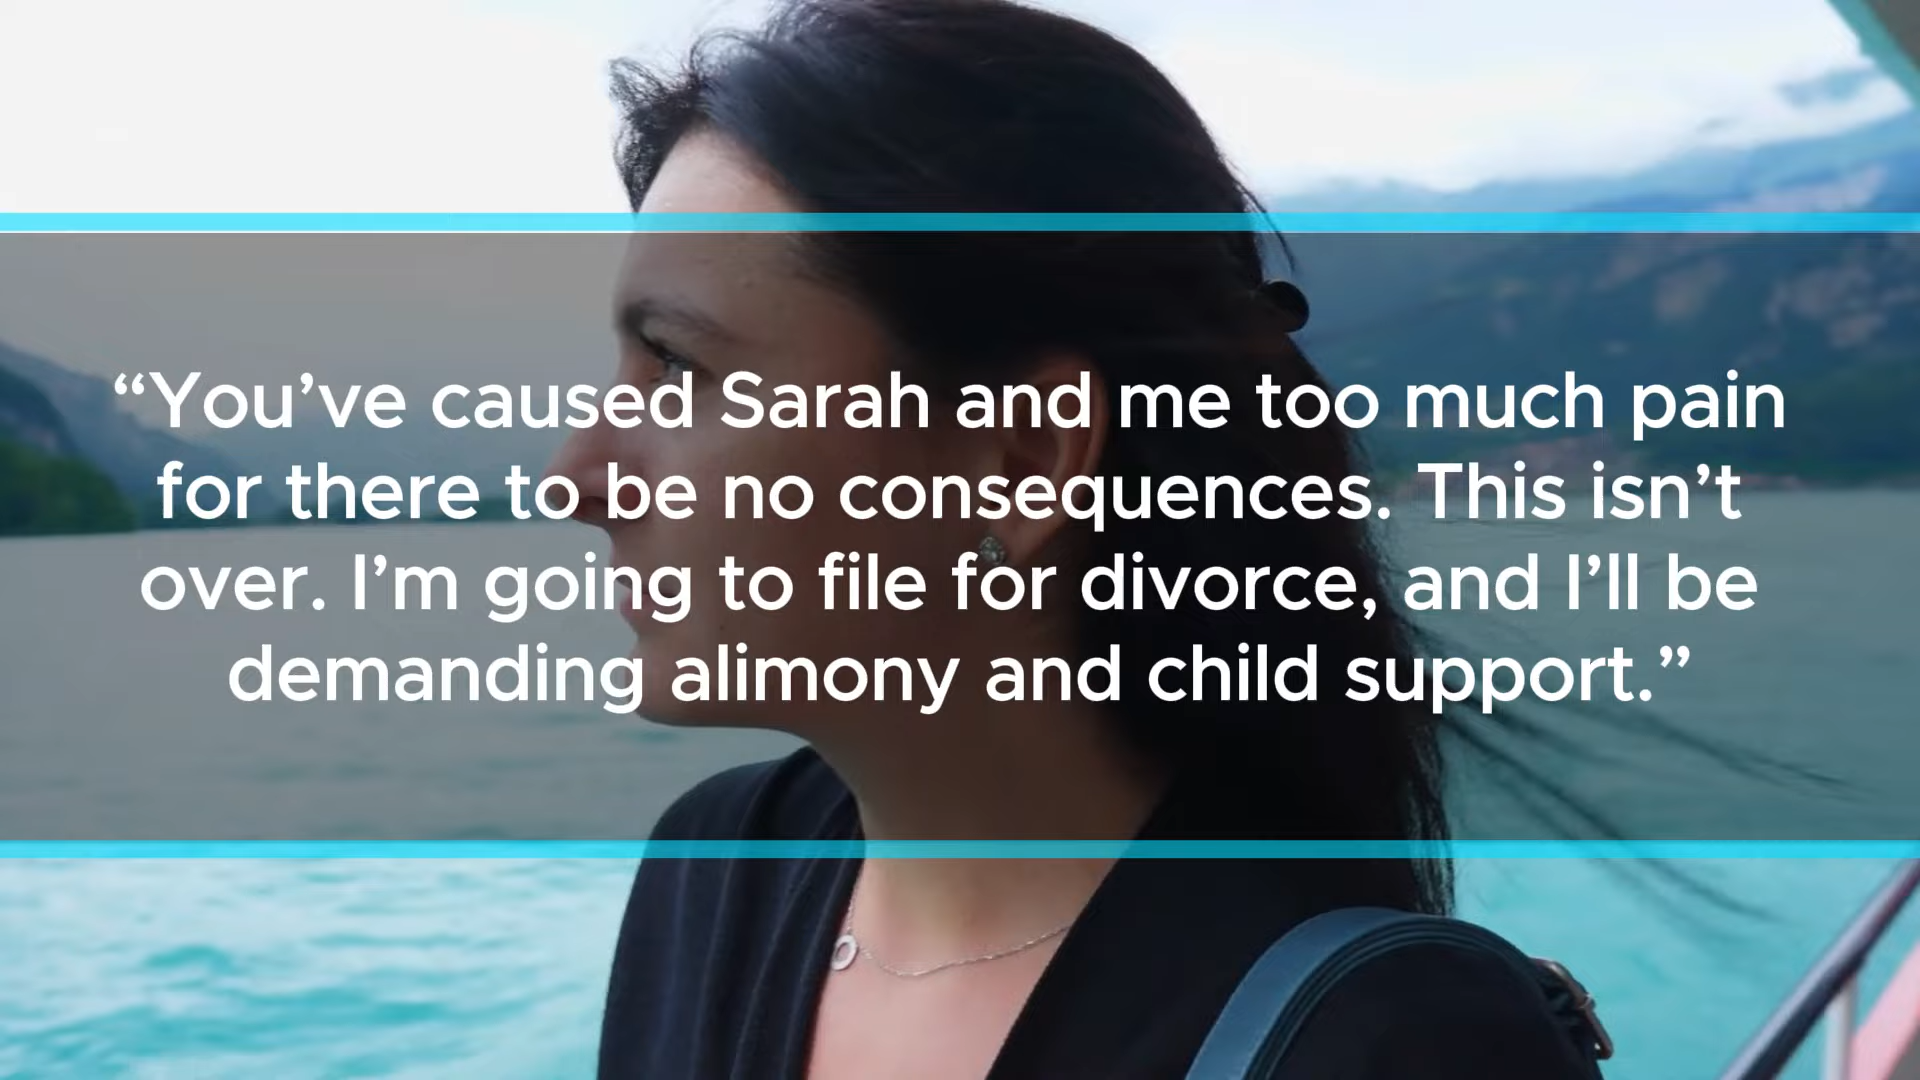 “You’ve caused Sarah and me too much pain
for there to be no consequences. This isn’t
over. I’m going to file for divorce, and I’ll be
demanding alimony and child support.”